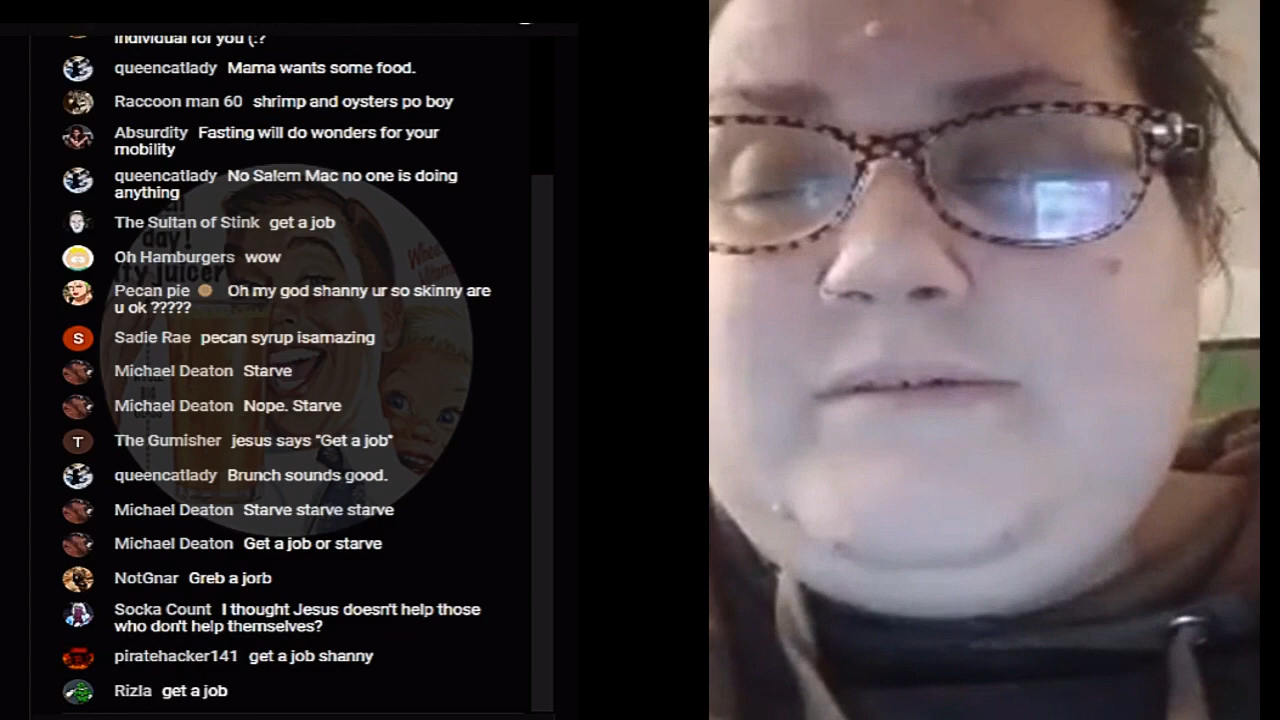 individual for you (:?
queencatlady Mama wants some food.
Raccoon man 60 shrimp and oysters po boy
Absurdity Fasting will do wonders for your
mobility
queencatlady No Salem Mac no one is doing
anything
The Sultan of Stink get a job
day!
Oh Hamburgers wow
juicer
Pecan pie Oh my god shanny ur so skinny are
u ok ?????
S Sadie Rae pecan syrup isamazing
Michael Deaton Starve
Michael Deaton Nope. Starve
T The Gumisher jesus says "Get a job"
queencatlady Brunch sounds good.
Michael Deaton Starve starve starve
Michael Deaton Get a job or starve
NotGnar Greb a jorb
Socka Count I thought Jesus doesn't help those
who don't help themselves?
piratehacker141 get a job shanny
Rizla get a job